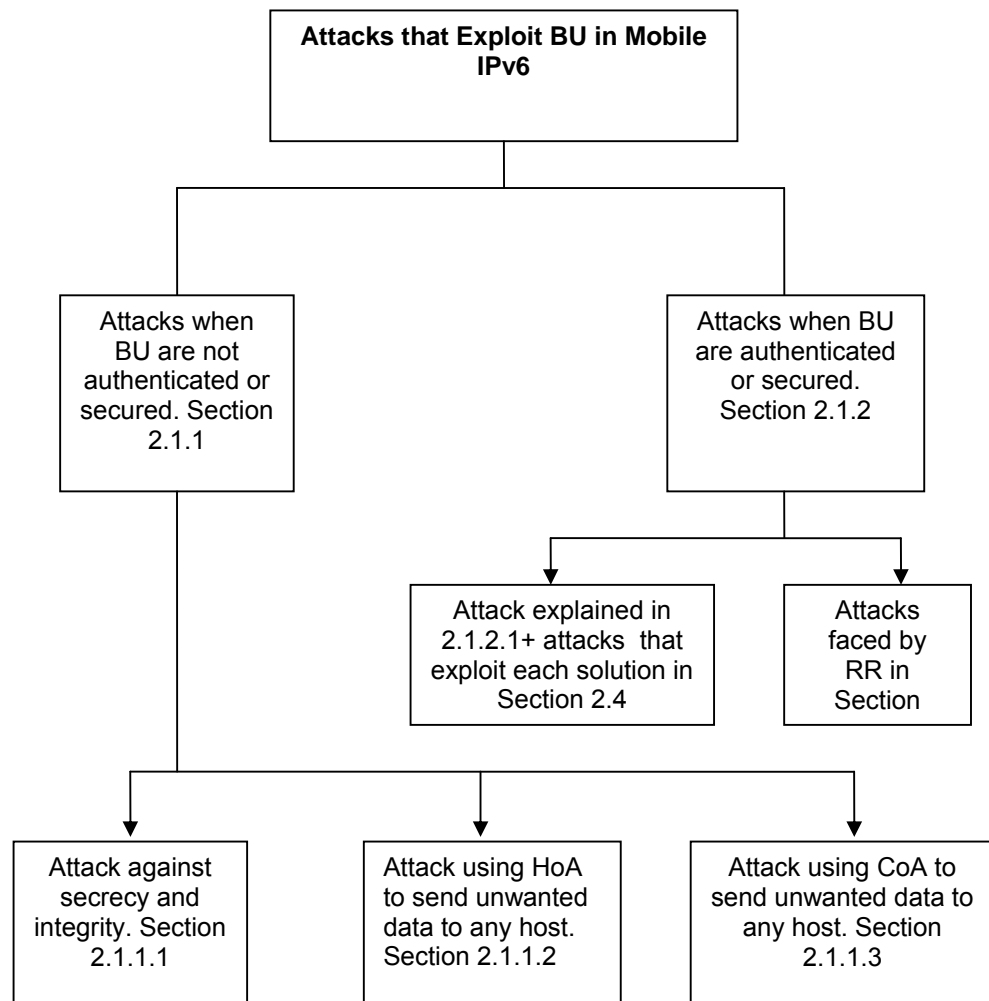 Attacks that Exploit BU in Mobile
IPv6
Attacks when
BU are not
authenticated or
secured. Section
2.1.1
Attacks when BU
are authenticated
or secured.
Section 2.1.2
Attack explained in
2.1.2.1+ attacks  that
exploit each solution in
Section 2.4
Attacks
faced by
RR in
Section
Attack against
secrecy and
integrity. Section
2.1.1.1
Attack using HoA
to send unwanted
data to any host.
Section 2.1.1.2
Attack using CoA to
send unwanted data to
any host. Section
2.1.1.3